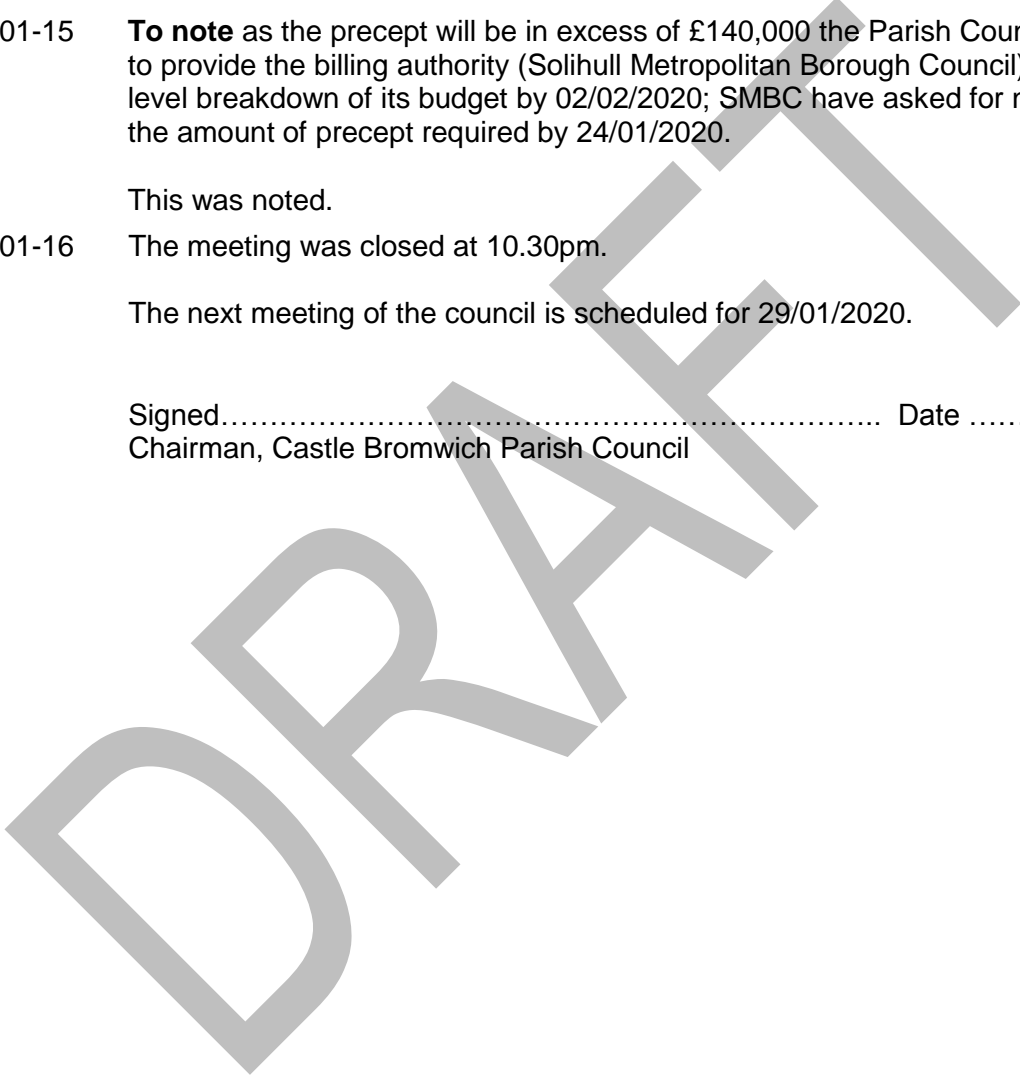 01-15 To note as the precept will be in excess of £140,000 the Parish Coun
to provide the billing authority (Solihull Metropolitan Borough Council)
level breakdown of its budget by 02/02/2020; SMBC have asked for
the amount of precept required by 24/01/2020.
This was noted.
01-16 The meeting was closed at 10.30pm.
The next meeting of the council is scheduled for 29/01/2020.
Signed……………………………………………………….. Date ……
Chairman, Castle Bromwich Parish Council
DRAFT